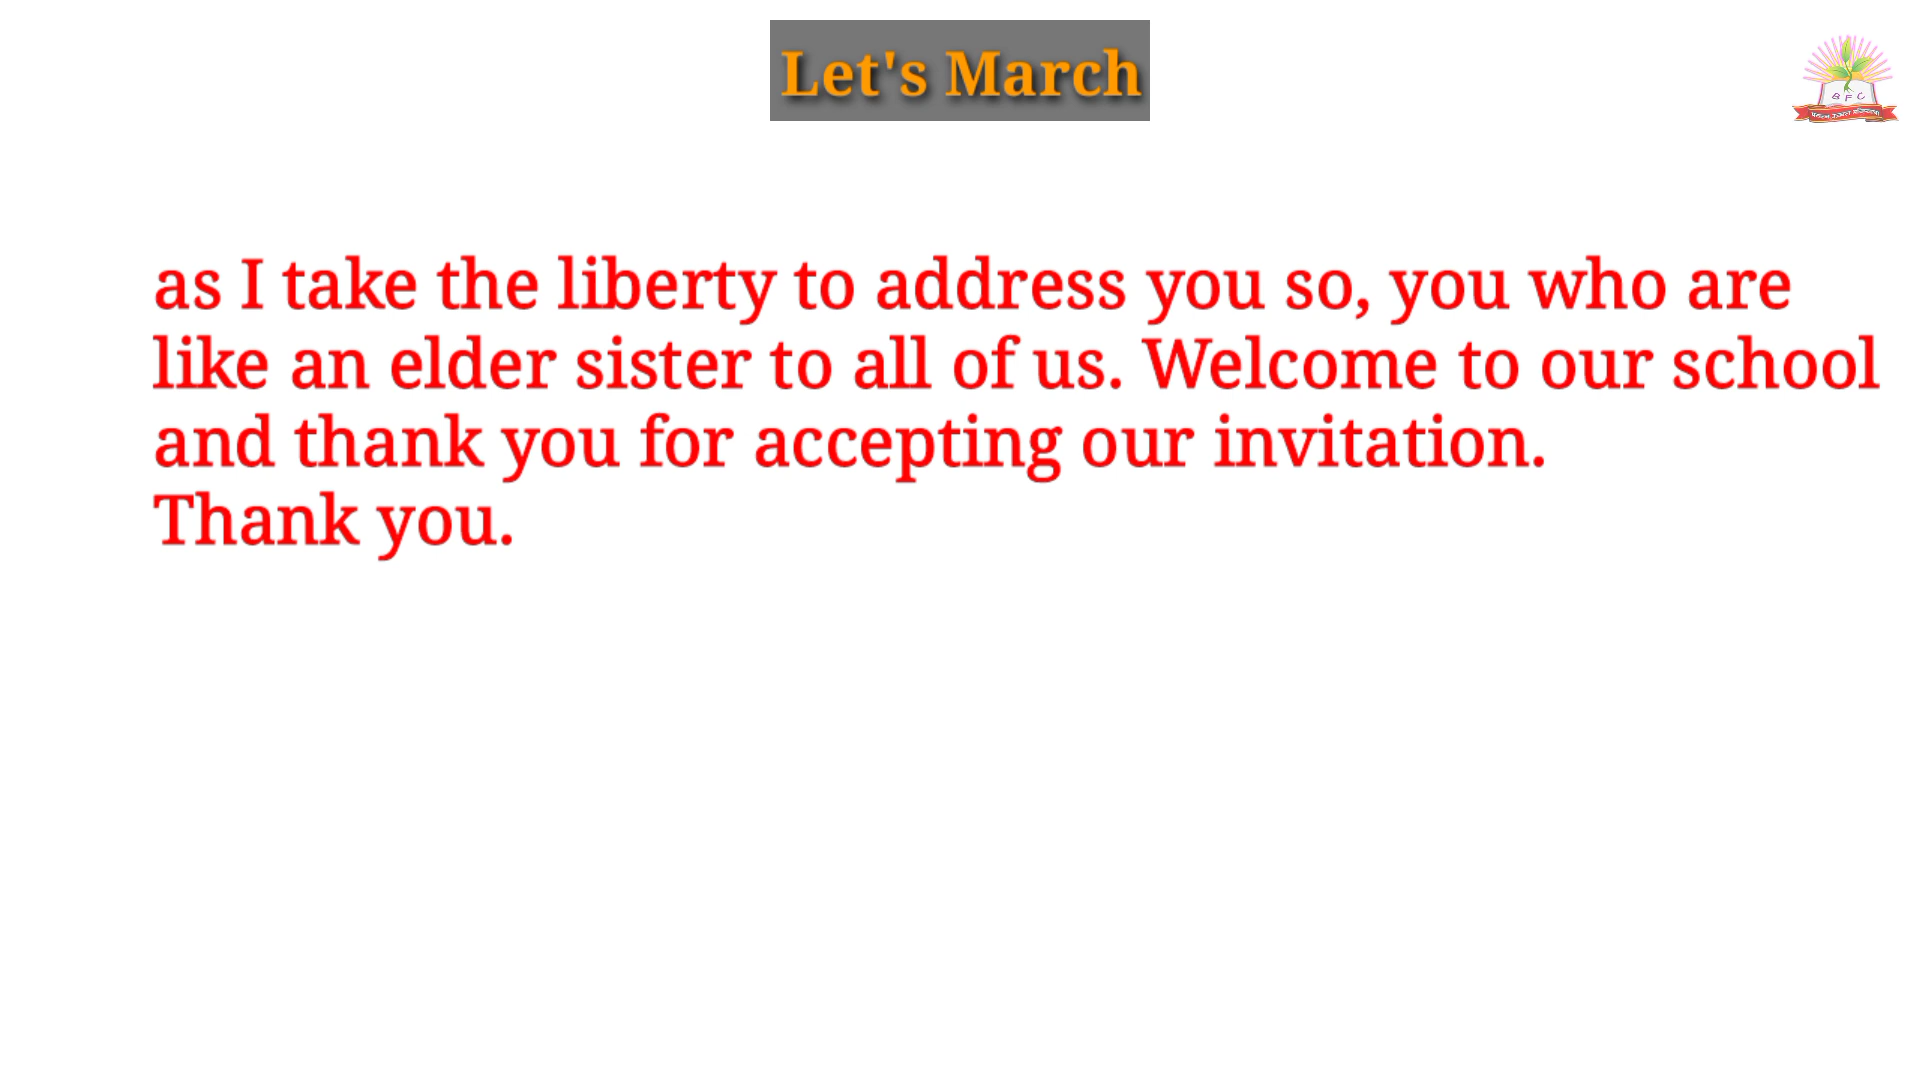 Let's March
B F C
as I take the liberty to address you so, you who are
like an elder sister to all of us. Welcome to our school
and thank you for accepting our invitation.
Thank you.